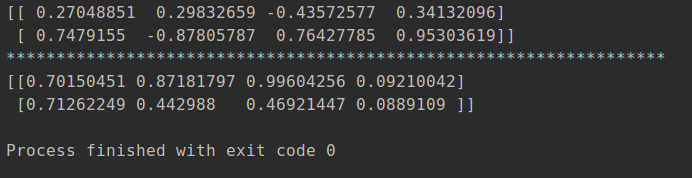 [[ 0.27048851  0.29832659 -0.43572577  0.34132096]
 [ 0.7479155  -0.87805787  0.76427785  0.95303619]]
******************************************************************
[[0.70150451 0.87181797 0.99604256 0.09210042]
 [0.71262249 0.442988   0.46921447 0.0889109 ]]
Process finished with exit code 0